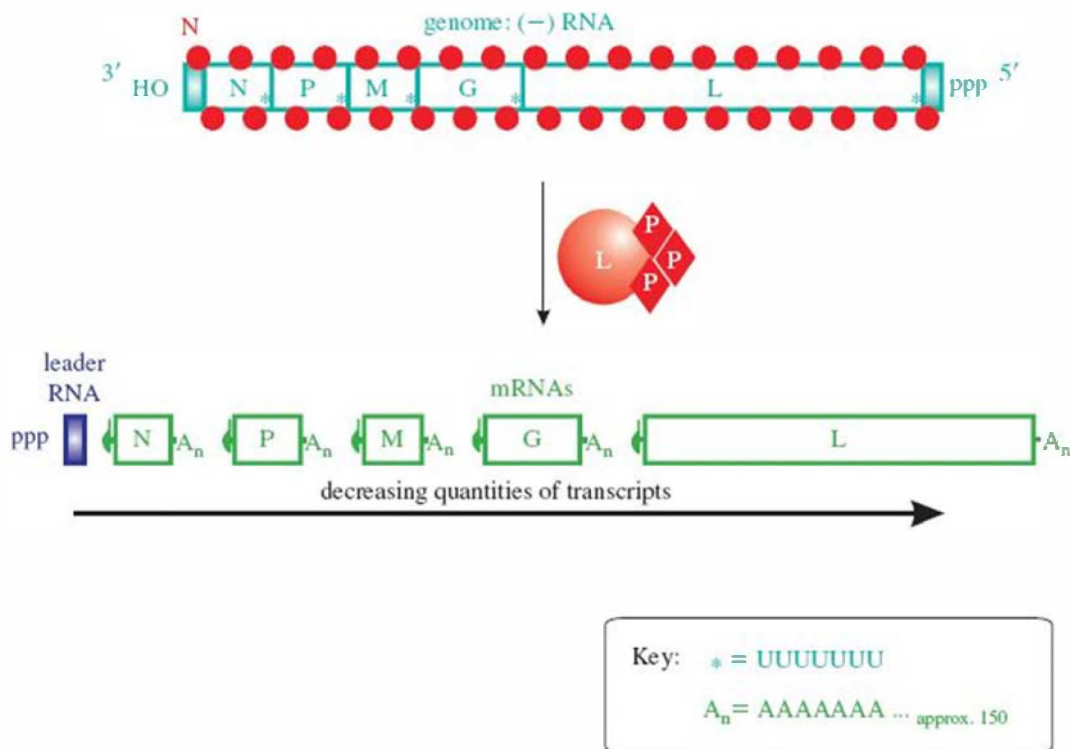 N genome: (−) RNA
3′ HO N * P * M * G * L * ppp 5′
P
L P
P
leader
RNA mRNAs
ppp N Aₙ P Aₙ M Aₙ G Aₙ L Aₙ
decreasing quantities of transcripts
Key: * = UUUUUUU
Aₙ = AAAAAAA ... approx. 150